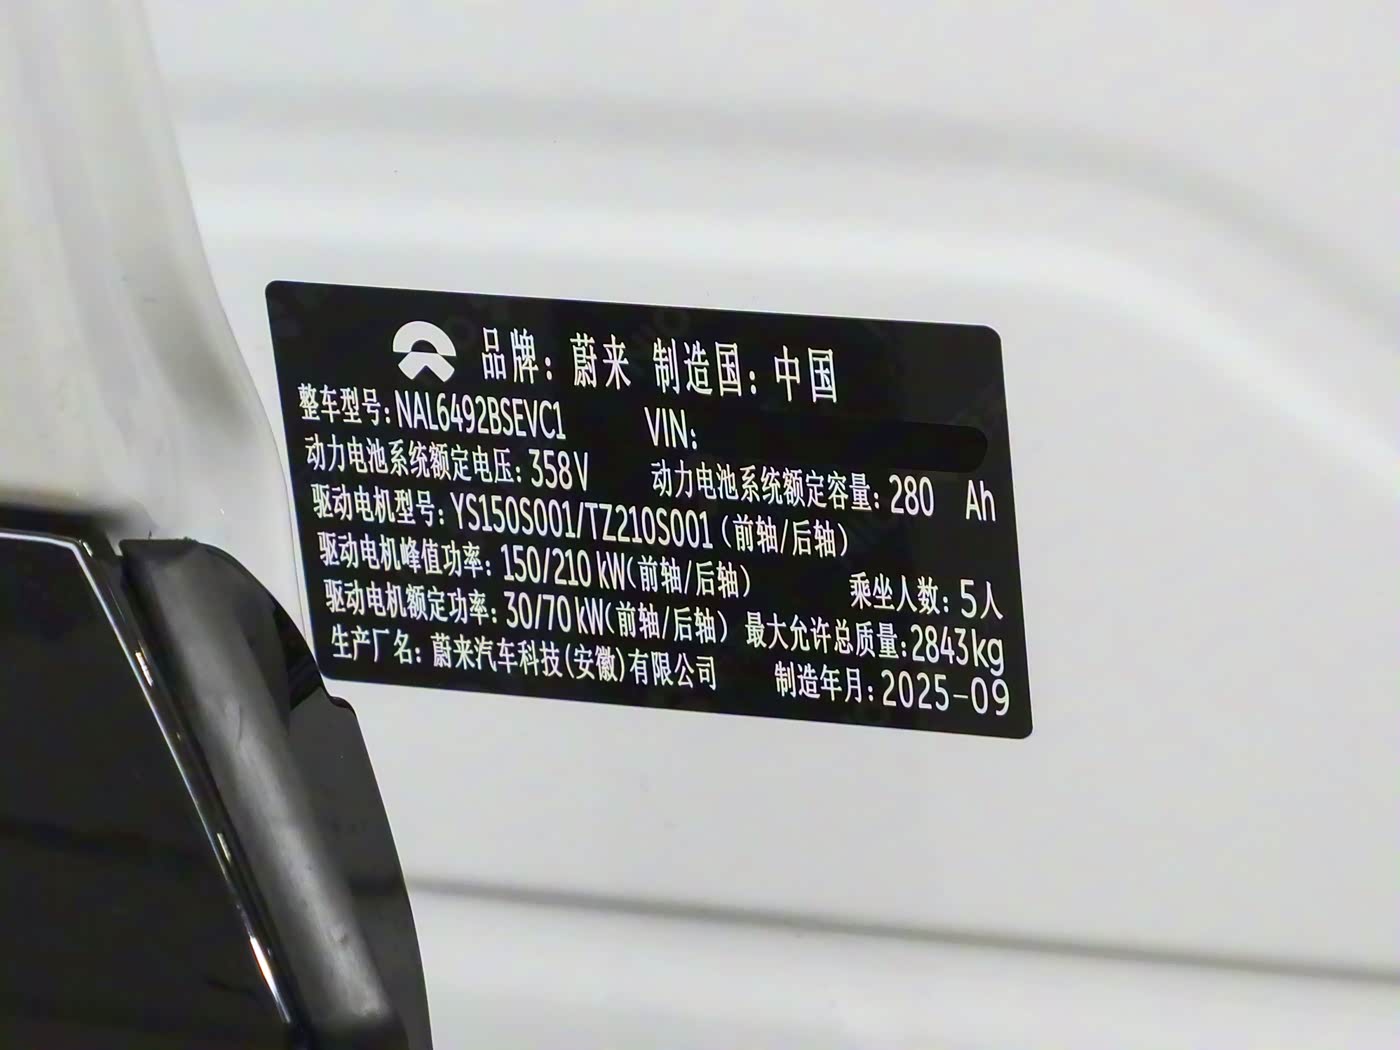 品牌: 蔚来 制造国: 中国
整车型号: NAL6492BSEVC1 VIN:
动力电池系统额定电压: 358V 动力电池系统额定容量: 280 Ah
驱动电机型号: YS150S001/TZ210S001 (前轴/后轴)
驱动电机峰值功率: 150/210 kW(前轴/后轴) 乘坐人数: 5人
驱动电机额定功率: 30/70 kW(前轴/后轴) 最大允许总质量: 2843kg
生产厂名: 蔚来汽车科技(安徽)有限公司 制造年月: 2025-09